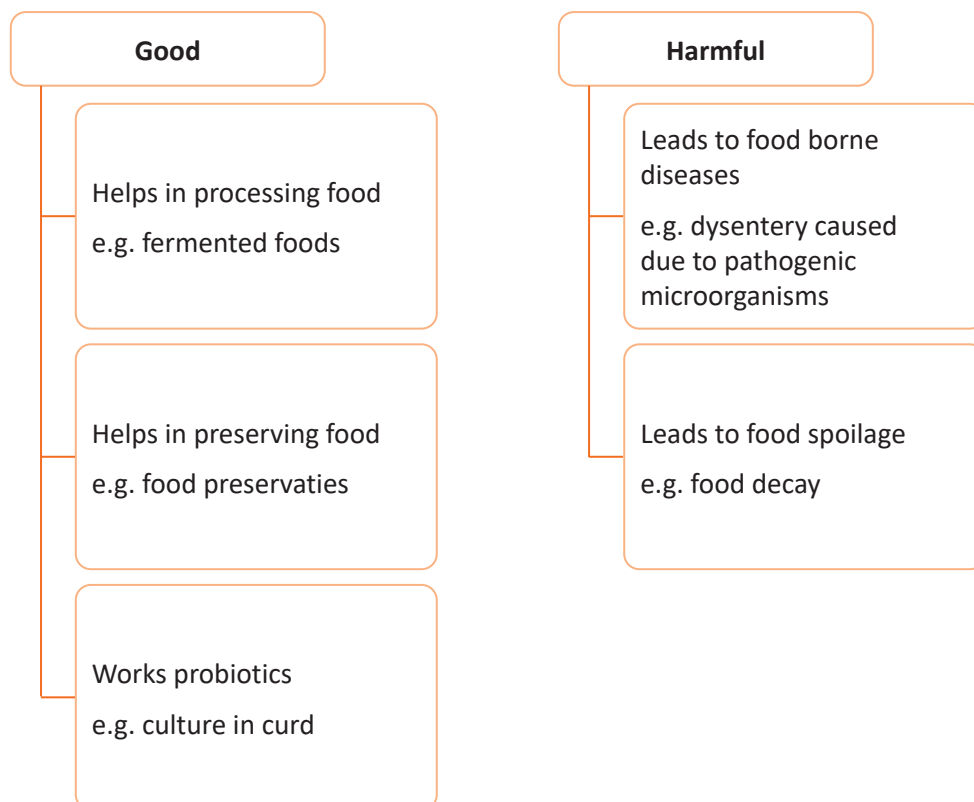 Good
Helps in processing food
e.g. fermented foods
Helps in preserving food
e.g. food preservaties
Works probiotics
e.g. culture in curd
Harmful
Leads to food borne
diseases
e.g. dysentery caused
due to pathogenic
microorganisms
Leads to food spoilage
e.g. food decay